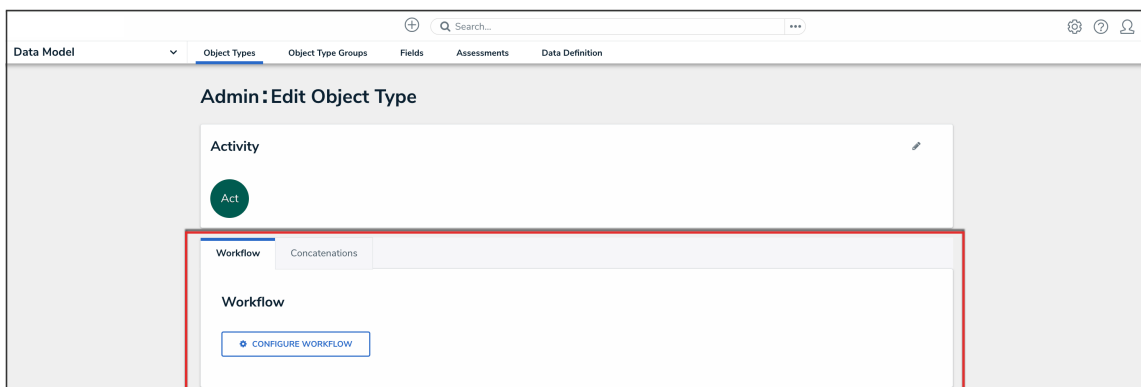 Search...
Data Model Object Types Object Type Groups Fields Assessments Data Definition
Admin: Edit Object Type
Activity
Act
Workflow Concatenations
Workflow
CONFIGURE WORKFLOW